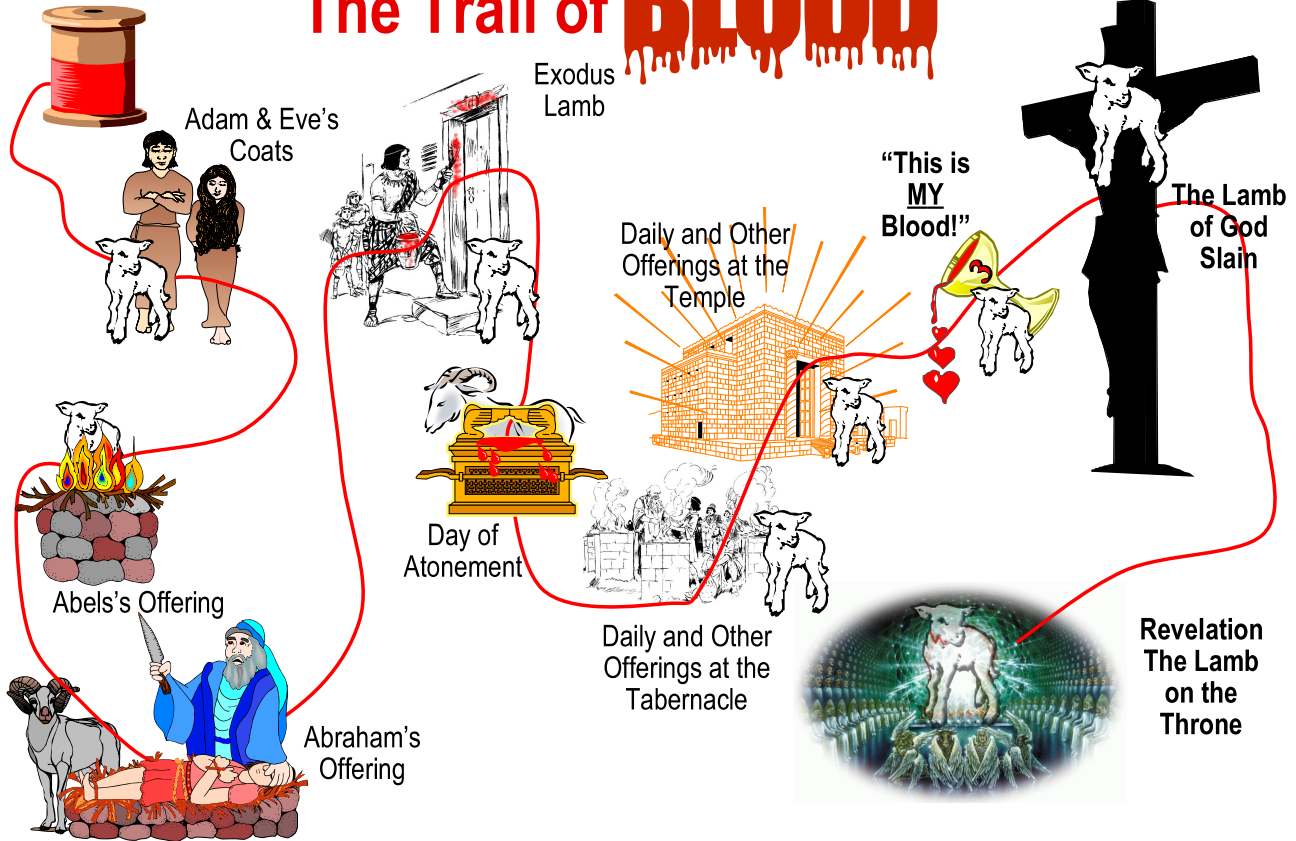 The Trail of BLOOD
Adam & Eve’s
Coats
Exodus
Lamb
“This is
MY
Blood!”
The Lamb
of God
Slain
Daily and Other
Offerings at the
Temple
Day of
Atonement
Abels’s Offering
Daily and Other
Offerings at the
Tabernacle
Abraham’s
Offering
Revelation
The Lamb
on the
Throne